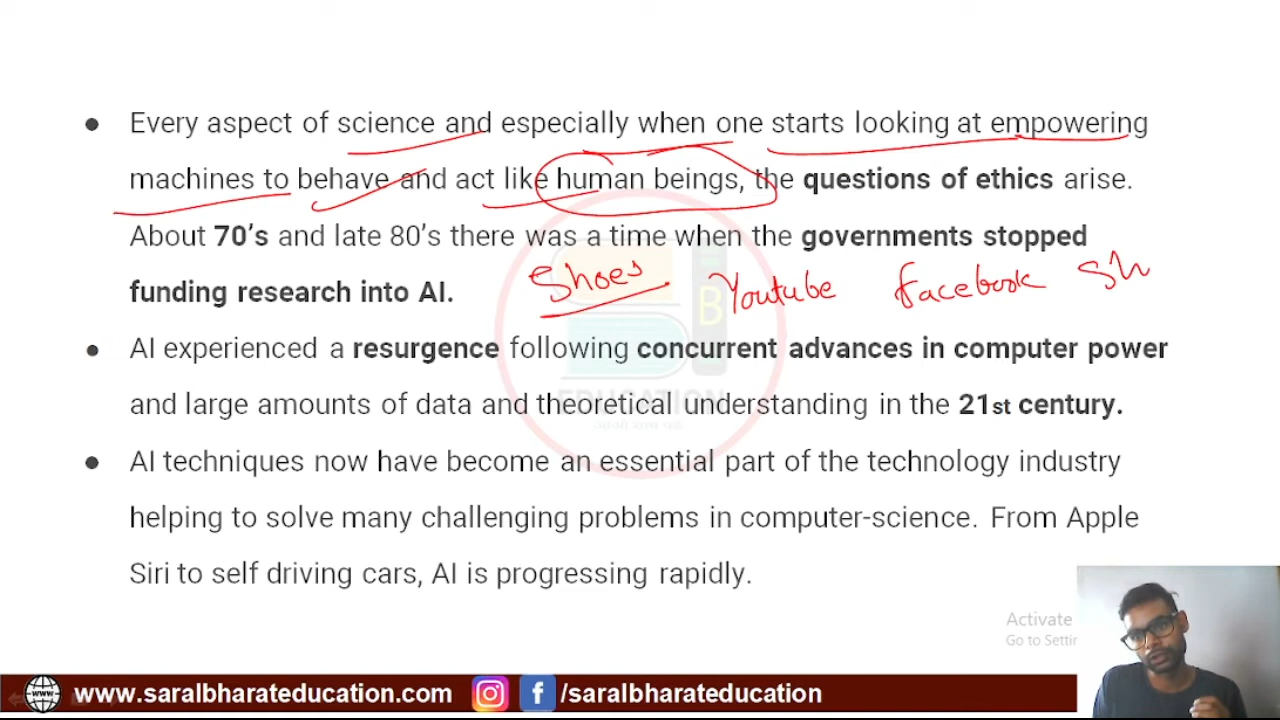 ● Every aspect of science and especially when one starts looking at empowering
machines to behave and act like human beings, the questions of ethics arise.
About 70’s and late 80’s there was a time when the governments stopped
funding research into AI.
Shoes Youtube facebook Sh
● AI experienced a resurgence following concurrent advances in computer power
and large amounts of data and theoretical understanding in the 21st century.
EDUCATION
● AI techniques now have become an essential part of the technology industry
helping to solve many challenging problems in computer-science. From Apple
Siri to self driving cars, AI is progressing rapidly.
Activate
Go to Settin
www www.saralbharateducation.com /saralbharateducation